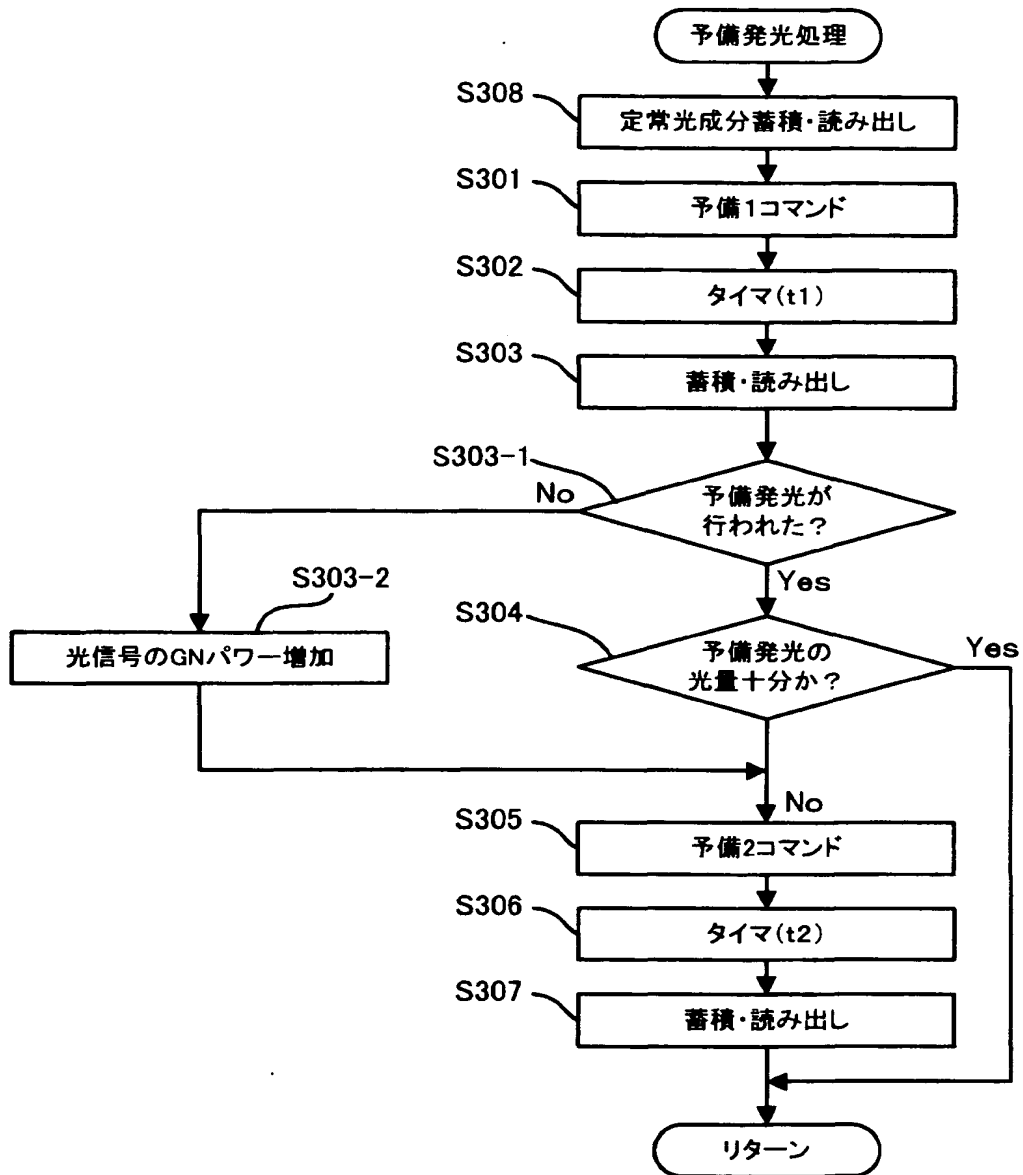 予備発光処理
S308
定常光成分蓄積・読み出し
S301
予備1コマンド
S302
タイマ(t1)
S303
蓄積・読み出し
S303-1
No
予備発光が
行われた?
Yes
S303-2
光信号のGNパワー増加
S304
予備発光の
光量十分か?
Yes
No
S305
予備2コマンド
S306
タイマ(t2)
S307
蓄積・読み出し
リターン